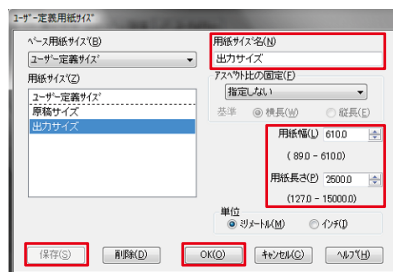 ﾕｰｻﾞｰ定義用紙ｻｲｽﾞ
ﾍﾞｰｽ用紙ｻｲｽﾞ(B)
ﾕｰｻﾞｰ定義ｻｲｽﾞ
用紙ｻｲｽﾞ(Z)
ﾕｰｻﾞｰ定義ｻｲｽﾞ
原稿サイズ
出力サイズ
用紙ｻｲｽﾞ名(N)
出力サイズ
ｱｽﾍﾟｸﾄ比の固定(F)
指定しない
基準 横長(W) 縦長(E)
用紙幅(L) 610.0
(89.0 - 610.0)
用紙長さ(P) 2500.0
(127.0 - 15000.0)
単位
ﾐﾘﾒｰﾄﾙ(M) ｲﾝﾁ(I)
保存(S) 削除(D) OK(O) ｷｬﾝｾﾙ(C) ﾍﾙﾌﾟ(H)